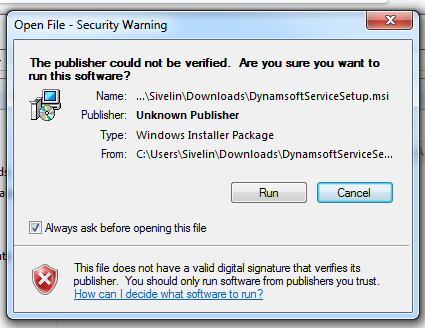 Open File - Security Warning
The publisher could not be verified.  Are you sure you want to
run this software?
Name: ...\Sivelin\Downloads\DynamsoftServiceSetup.msi
Publisher: Unknown Publisher
Type: Windows Installer Package
From: C:\Users\Sivelin\Downloads\DynamsoftServiceSe...
Run
Cancel
Always ask before opening this file
This file does not have a valid digital signature that verifies its
publisher.  You should only run software from publishers you trust.
How can I decide what software to run?